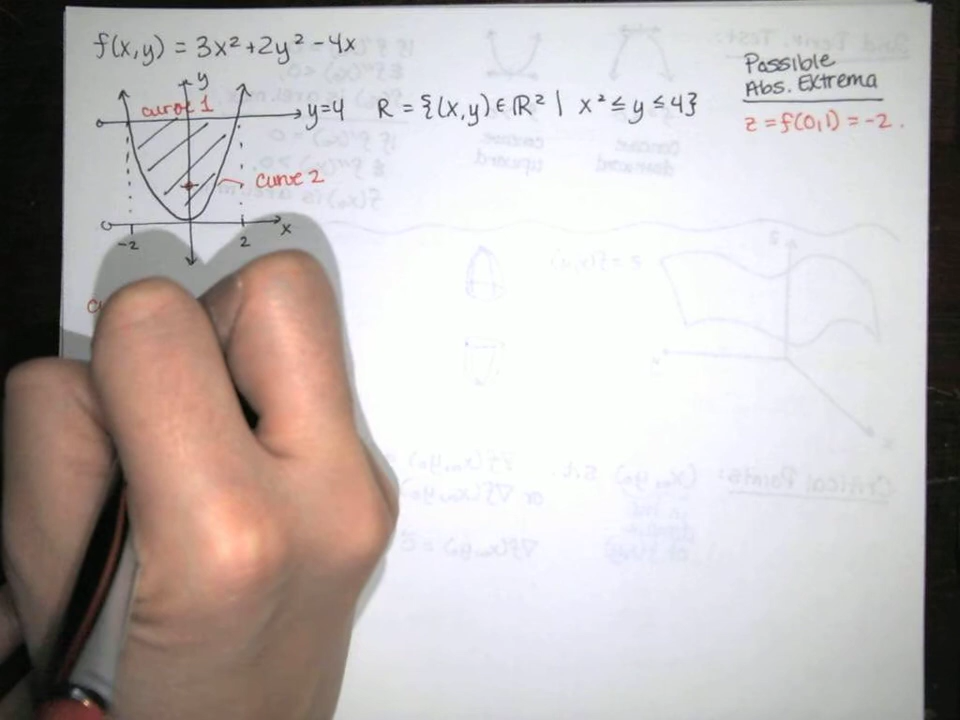 f(x,y) = 3x² + 2y² - 4x
Possible
Abs. Extrema
z = f(0,1) = -2.
y
curve 1
y=4
R = {(x,y) ∈ ℝ² | x² ≤ y ≤ 4}
curve 2
x
-2
2